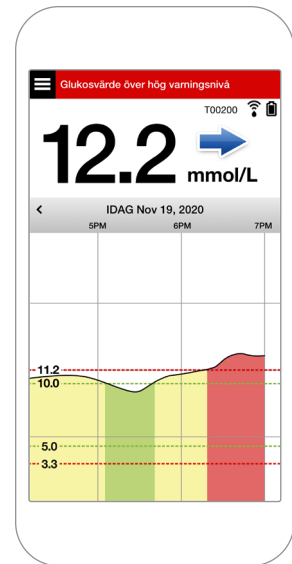 Glukosvärde över hög varningsnivå
T00200
12.2
mmol/L
< IDAG Nov 19, 2020
5PM 6PM 7PM
11.2
10.0
5.0
3.3